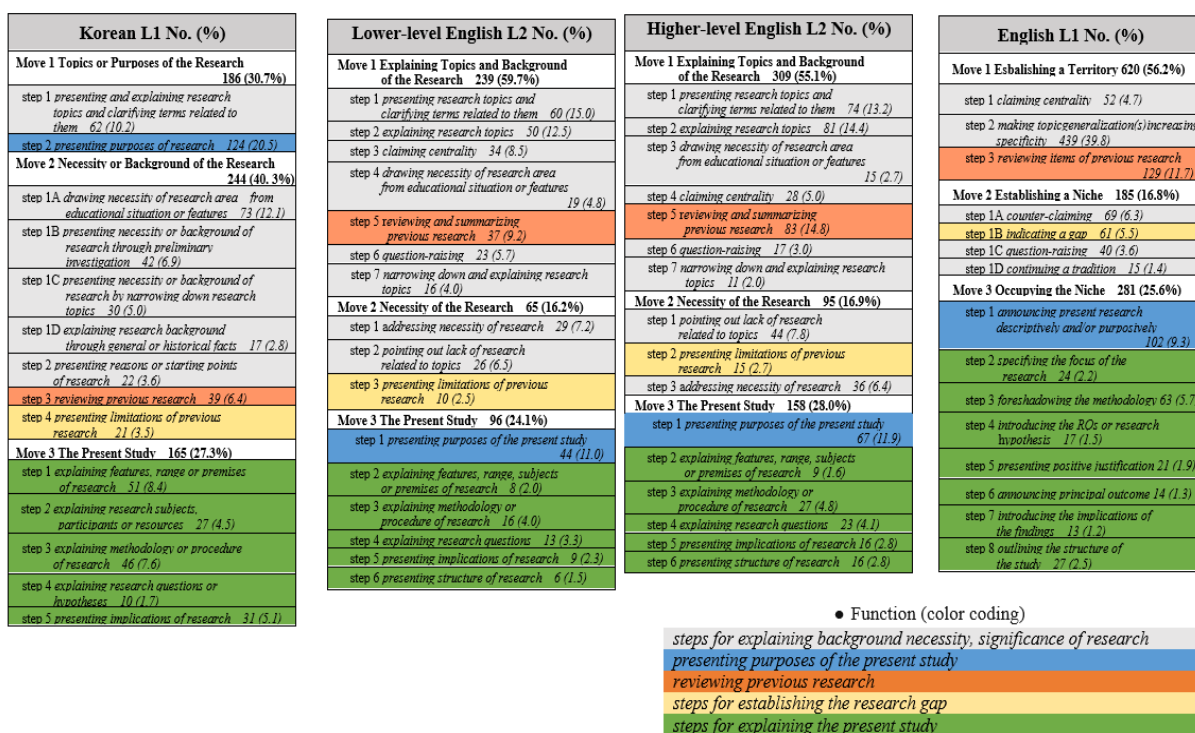 Korean L1 No. (%)
Move 1 Topics or Purposes of the Research
186 (30.7%)
step 1 presenting and explaining research
topics and clarifying terms related to
them 62 (10.2)
step 2 presenting purposes of research 124 (20.5)
Move 2 Necessity or Background of the Research
244 (40. 3%)
step 1A drawing necessity of research area from
educational situation or features 73 (12.1)
step 1B presenting necessity or background of
research through preliminary
investigation 42 (6.9)
step 1C presenting necessity or background of
research by narrowing down research
topics 30 (5.0)
step 1D explaining research background
through general or historical facts 17 (2.8)
step 2 presenting reasons or starting points
of research 22 (3.6)
step 3 reviewing previous research 39 (6.4)
step 4 presenting limitations of previous
research 21 (3.5)
Move 3 The Present Study 165 (27.3%)
step 1 explaining features, range or premises
of research 51 (8.4)
step 2 explaining research subjects,
participants or resources 27 (4.5)
step 3 explaining methodology or procedure
of research 46 (7.6)
step 4 explaining research questions or
hypotheses 10 (1.7)
step 5 presenting implications of research 31 (5.1)
Lower-level English L2 No. (%)
Move 1 Explaining Topics and Background
of the Research 239 (59.7%)
step 1 presenting research topics and
clarifying terms related to them 60 (15.0)
step 2 explaining research topics 50 (12.5)
step 3 claiming centrality 34 (8.5)
step 4 drawing necessity of research area
from educational situation or features
19 (4.8)
step 5 reviewing and summarizing
previous research 37 (9.2)
step 6 question-raising 23 (5.7)
step 7 narrowing down and explaining research
topics 16 (4.0)
Move 2 Necessity of the Research 65 (16.2%)
step 1 addressing necessity of research 29 (7.2)
step 2 pointing out lack of research
related to topics 26 (6.5)
step 3 presenting limitations of previous
research 10 (2.5)
Move 3 The Present Study 96 (24.1%)
step 1 presenting purposes of the present study
44 (11.0)
step 2 explaining features, range, subjects
or premises of research 8 (2.0)
step 3 explaining methodology or
procedure of research 16 (4.0)
step 4 explaining research questions 13 (3.3)
step 5 presenting implications of research 9 (2.3)
step 6 presenting structure of research 6 (1.5)
Higher-level English L2 No. (%)
Move 1 Explaining Topics and Background
of the Research 309 (55.1%)
step 1 presenting research topics and
clarifying terms related to them 74 (13.2)
step 2 explaining research topics 81 (14.4)
step 3 drawing necessity of research area
from educational situation or features
15 (2.7)
step 4 claiming centrality 28 (5.0)
step 5 reviewing and summarizing
previous research 83 (14.8)
step 6 question-raising 17 (3.0)
step 7 narrowing down and explaining research
topics 11 (2.0)
Move 2 Necessity of the Research 95 (16.9%)
step 1 pointing out lack of research
related to topics 44 (7.8)
step 2 presenting limitations of previous
research 15 (2.7)
step 3 addressing necessity of research 36 (6.4)
Move 3 The Present Study 158 (28.0%)
step 1 presenting purposes of the present study
67 (11.9)
step 2 explaining features, range, subjects
or premises of research 9 (1.6)
step 3 explaining methodology or
procedure of research 27 (4.8)
step 4 explaining research questions 23 (4.1)
step 5 presenting implications of research 16 (2.8)
step 6 presenting structure of research 16 (2.8)
English L1 No. (%)
Move 1 Esbalishing a Territory 620 (56.2%)
step 1 claiming centrality 52 (4.7)
step 2 making topicgeneralization(s)increasing
specificity 439 (39.8)
step 3 reviewing items of previous research
129 (11.7)
Move 2 Establishing a Niche 185 (16.8%)
step 1A counter-claiming 69 (6.3)
step 1B indicating a gap 61 (5.5)
step 1C question-raising 40 (3.6)
step 1D continuing a tradition 15 (1.4)
Move 3 Occupying the Niche 281 (25.6%)
step 1 announcing present research
descriptively and/or purposively
102 (9.3)
step 2 specifying the focus of the
research 24 (2.2)
step 3 foreshadowing the methodology 63 (5.7
step 4 introducing the ROs or research
hypothesis 17 (1.5)
step 5 presenting positive justification 21 (1.9
step 6 announcing principal outcome 14 (1.3)
step 7 introducing the implications of
the findings 13 (1.2)
step 8 outlining the structure of
the study 27 (2.5)
● Function (color coding)
steps for explaining background necessity, significance of research
presenting purposes of the present study
reviewing previous research
steps for establishing the research gap
steps for explaining the present study